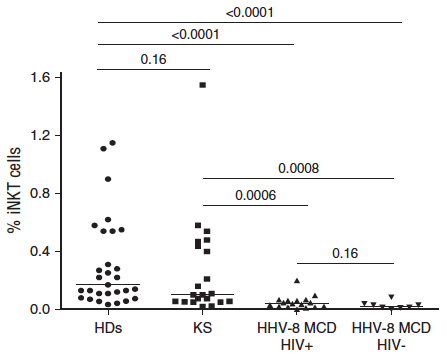 <0.0001
<0.0001
0.16
1.6
1.2
0.0008
0.8
0.0006
0.4
0.16
0.0
% iNKT cells
HDs
KS
HHV-8 MCD
HIV+
HHV-8 MCD
HIV-